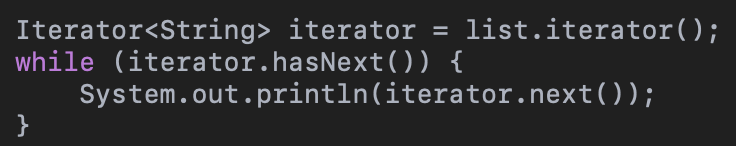 Iterator<String> iterator = list.iterator();
while (iterator.hasNext()) {
    System.out.println(iterator.next());
}